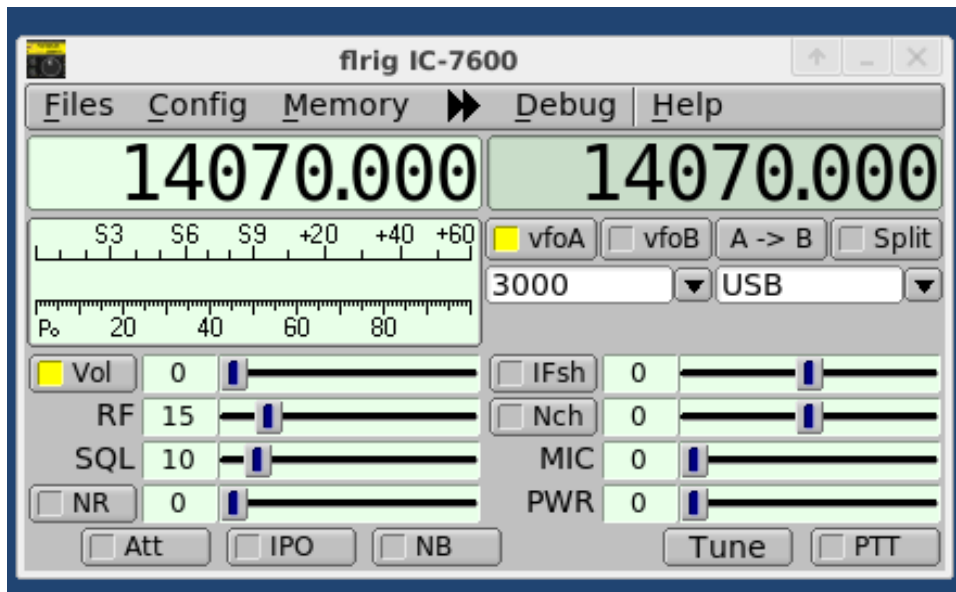 flrig IC-7600
Files Config Memory Debug Help
14070.000 14070.000
S3 S6 S9 +20 +40 +60
vfoA vfoB A -> B Split
3000 USB
Po 20 40 60 80
Vol 0 IFsh 0
RF 15 Nch 0
SQL 10 MIC 0
NR 0 PWR 0
Att IPO NB Tune PTT